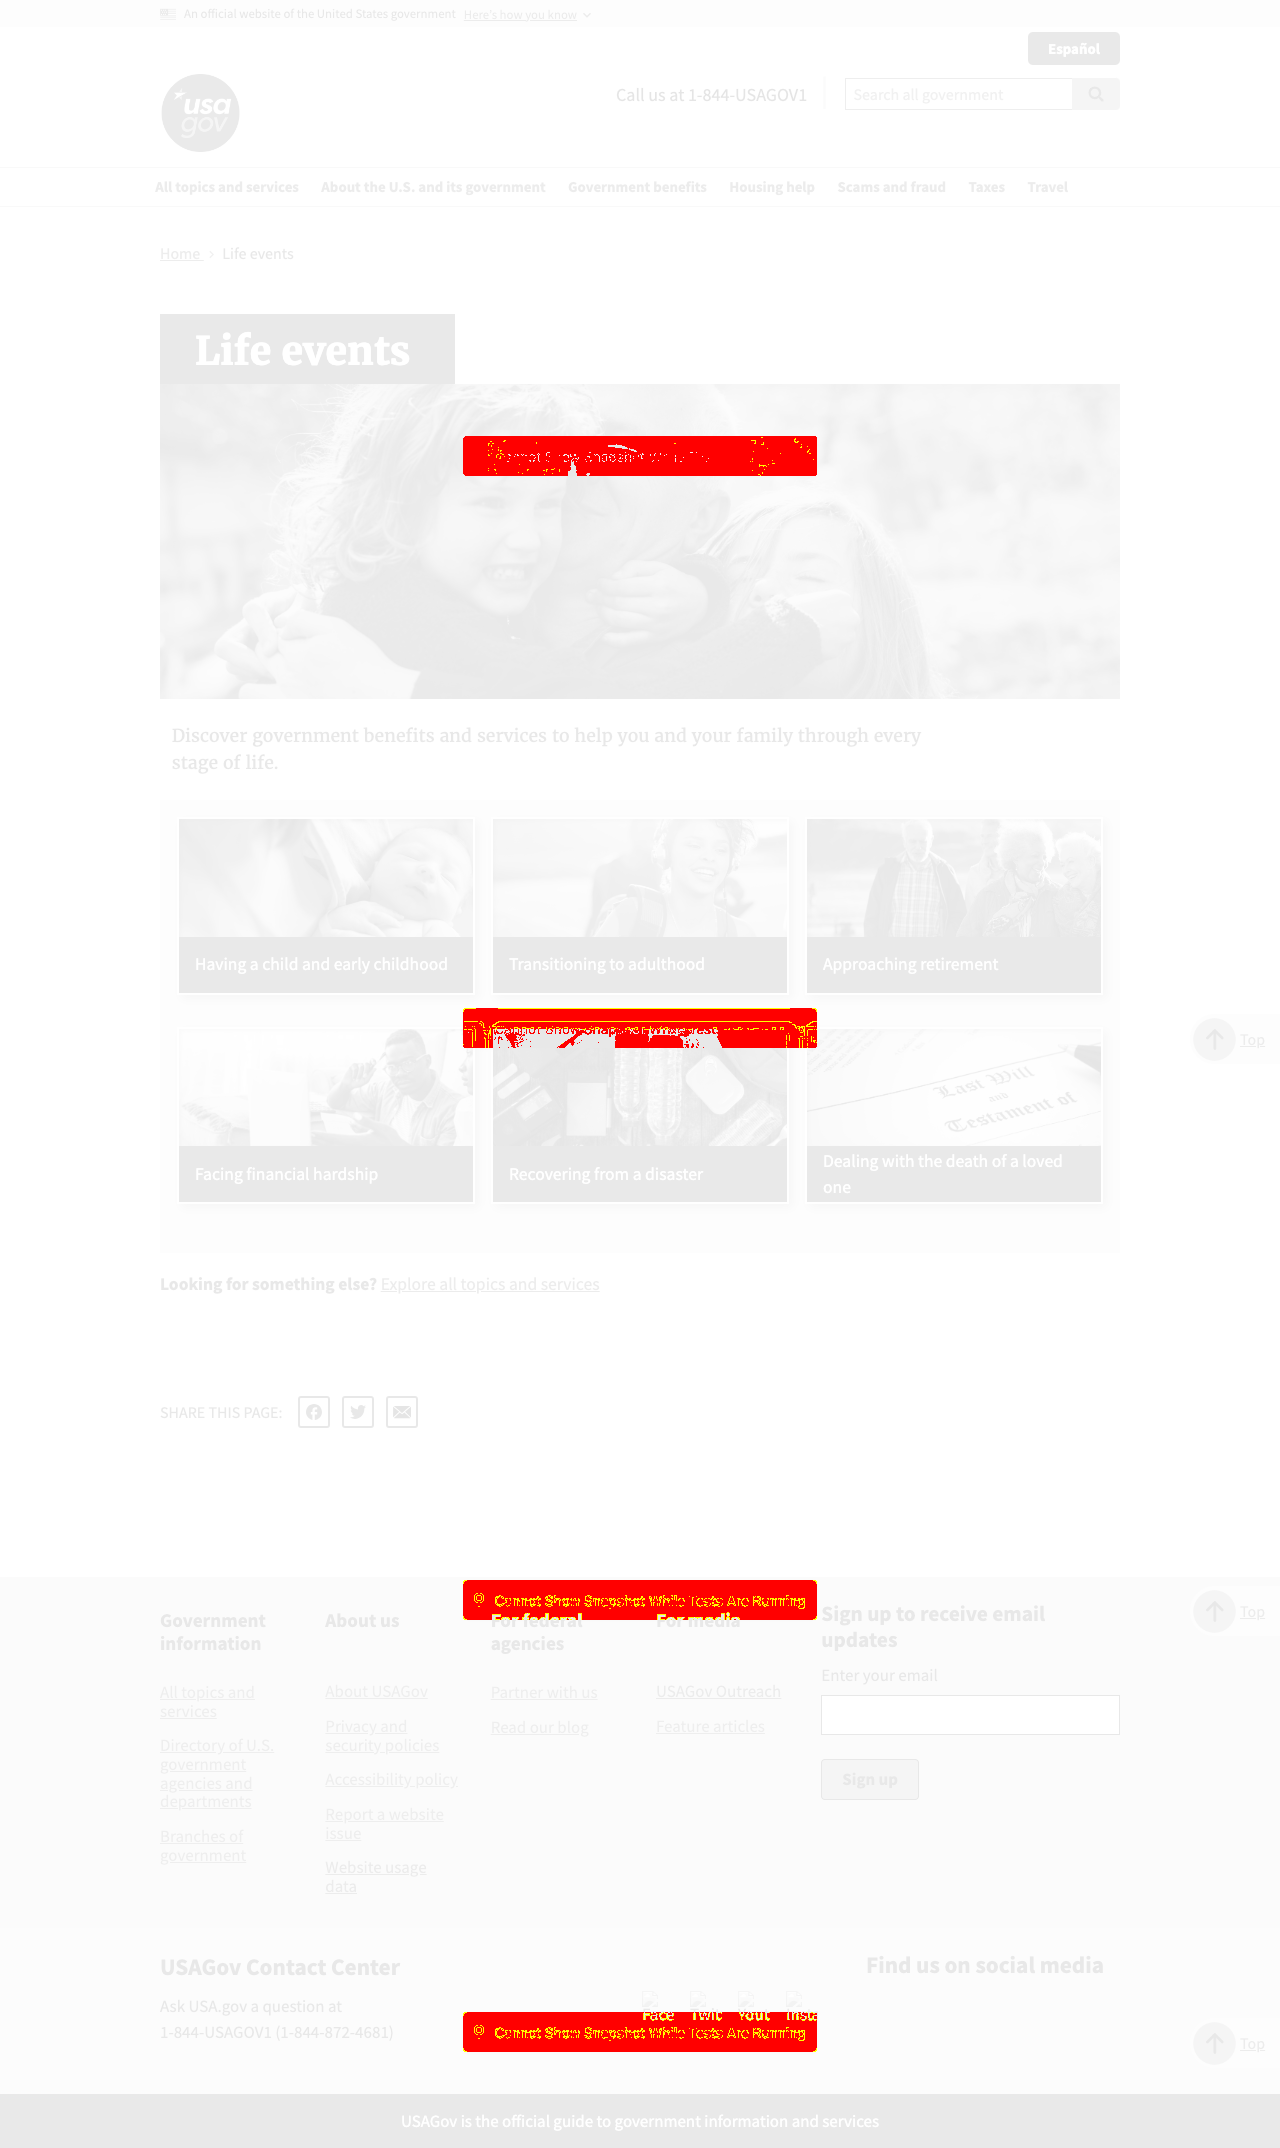 An official website of the United States government Here's how you know
Español
usa
gov
Call us at 1-844-USAGOV1
Search all government
All topics and services About the U.S. and its government Government benefits Housing help Scams and fraud Taxes Travel
Home › Life events
Life events
Cannot Show Snapshot While Tests
Discover government benefits and services to help you and your family through every
stage of life.
Having a child and early childhood
Transitioning to adulthood
Approaching retirement
Cannot Show Snapshot
Top
Last Will
and
Testament of
Facing financial hardship
Recovering from a disaster
Dealing with the death of a loved
one
Looking for something else? Explore all topics and services
SHARE THIS PAGE:
Cannot Show Snapshot While Tests Are Running
Top
Government
information
All topics and
services
Directory of U.S.
government
agencies and
departments
Branches of
government
About us
About USAGov
Privacy and
security policies
Accessibility policy
Report a website
issue
Website usage
data
For federal
agencies
Partner with us
Read our blog
For media
USAGov Outreach
Feature articles
Sign up to receive email
updates
Enter your email
Sign up
USAGov Contact Center
Ask USA.gov a question at
1-844-USAGOV1 (1-844-872-4681)
Find us on social media
Face Twit Yout Insta
Cannot Show Snapshot While Tests Are Running
Top
USAGov is the official guide to government information and services